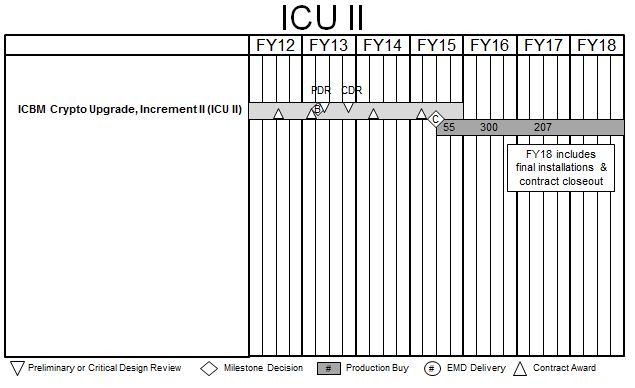 ICU II
FY12 FY13 FY14 FY15 FY16 FY17 FY18
PDR CDR
ICBM Crypto Upgrade, Increment II (ICU II)
B
C
55 300 207
FY18 includes
final installations &
contract closeout
Preliminary or Critical Design Review Milestone Decision # Production Buy # EMD Delivery Contract Award